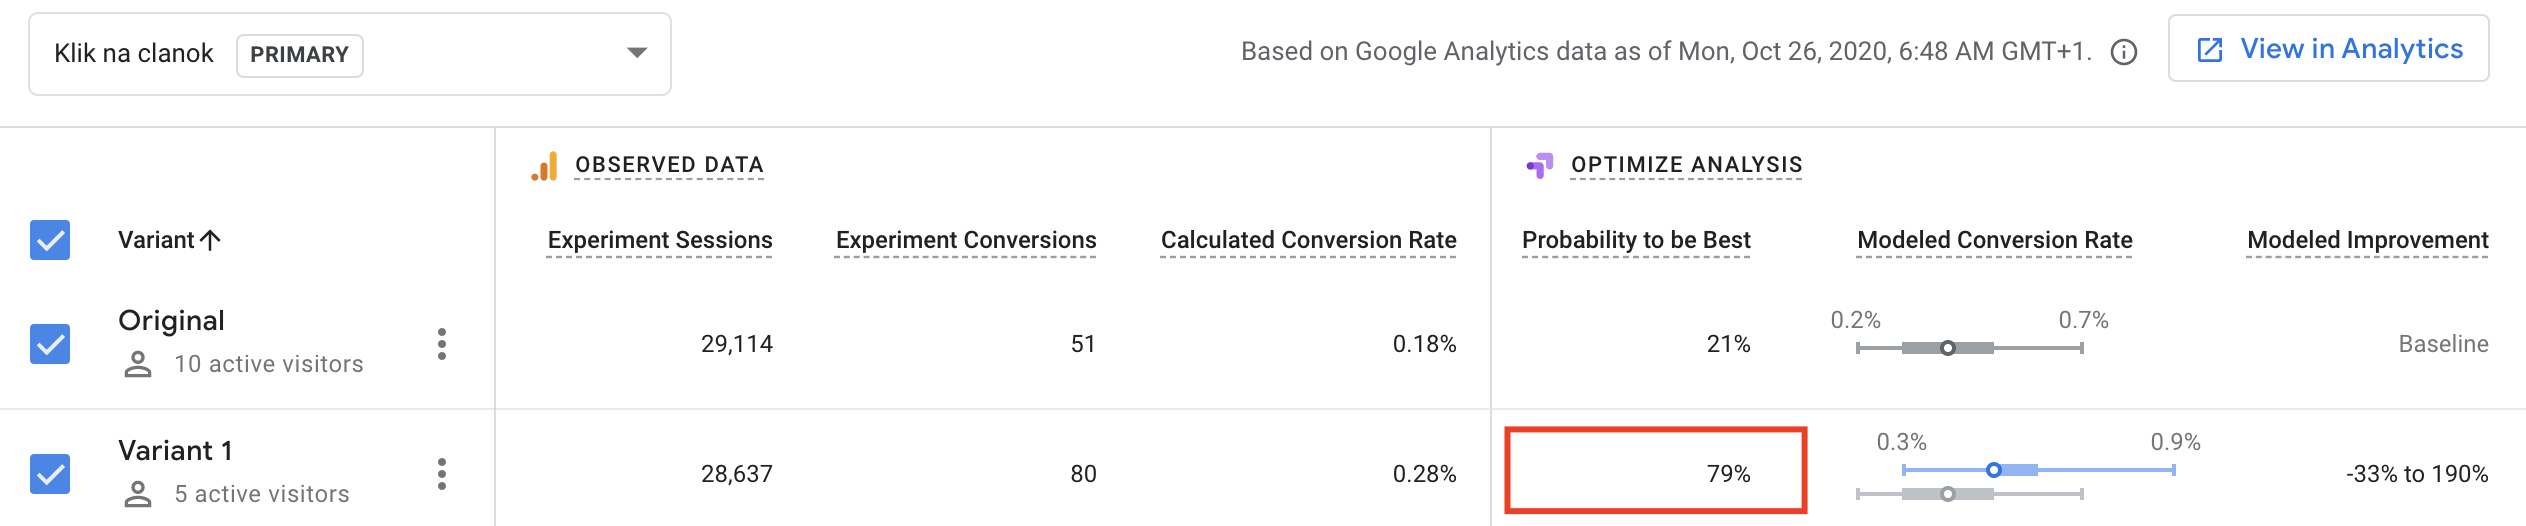 Klik na clanok PRIMARY
Based on Google Analytics data as of Mon, Oct 26, 2020, 6:48 AM GMT+1.
View in Analytics
OBSERVED DATA
OPTIMIZE ANALYSIS
Variant
Experiment Sessions
Experiment Conversions
Calculated Conversion Rate
Probability to be Best
Modeled Conversion Rate
Modeled Improvement
Original
10 active visitors
29,114
51
0.18%
21%
0.2%
0.7%
Baseline
Variant 1
5 active visitors
28,637
80
0.28%
79%
0.3%
0.9%
-33% to 190%